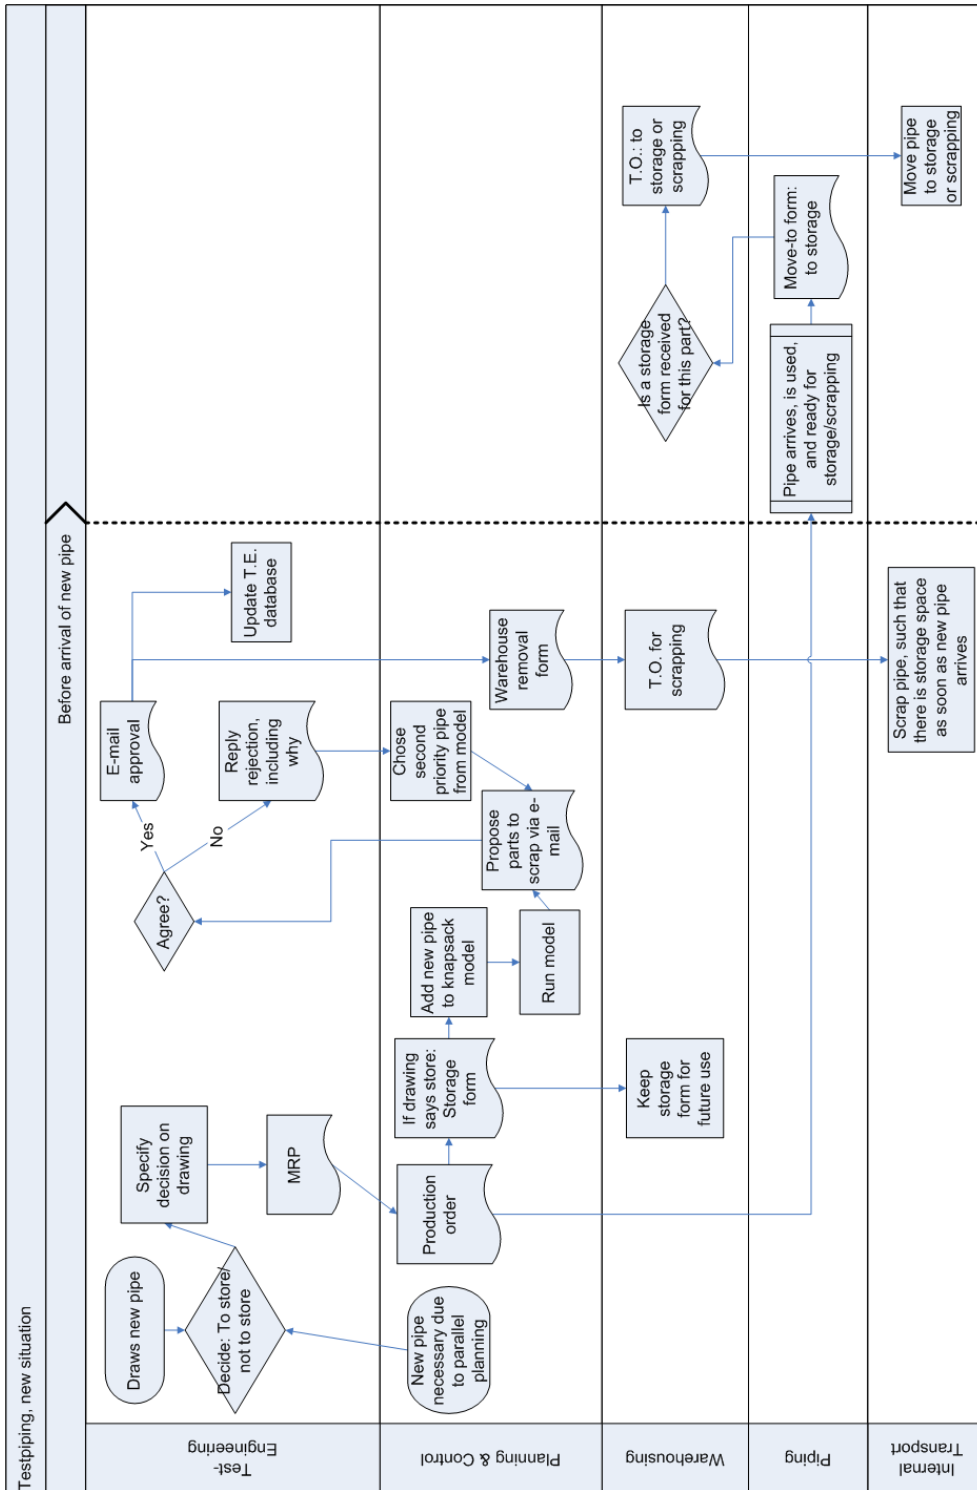 Testpiping, new situation
Before arrival of new pipe
Test-
Engineering
Draws new pipe
Decide: To store/
not to store
Specify
decision on
drawing
MRP
Agree?
Yes
No
E-mail
approval
Reply
rejection,
including
why
Update T.E.
database
Planning & Control
New pipe
necessary due
to parallel
planning
Production
order
If drawing
says store:
Storage
form
Add new pipe
to knapsack
model
Run model
Propose
parts to
scrap via e-
mail
Chose
second
priority pipe
from model
Warehouse
removal
form
Warehousing
Keep
storage
form for
future use
T.O. for
scrapping
Is a storage
form received
for this part?
T.O.: to
storage or
scrapping
Piping
Pipe arrives, is used,
and ready for
storage/scrapping
Move-to form:
to storage
Internal
Transport
Scrap pipe, such that
there is storage space
as soon as new pipe
arrives
Move pipe
to storage
or scrapping